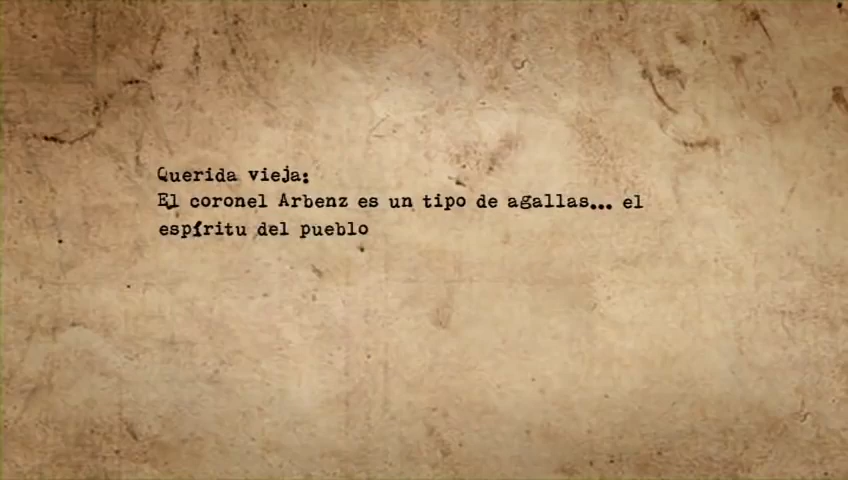 Querida vieja:
El coronel Arbenz es un tipo de agallas... el
espíritu del pueblo